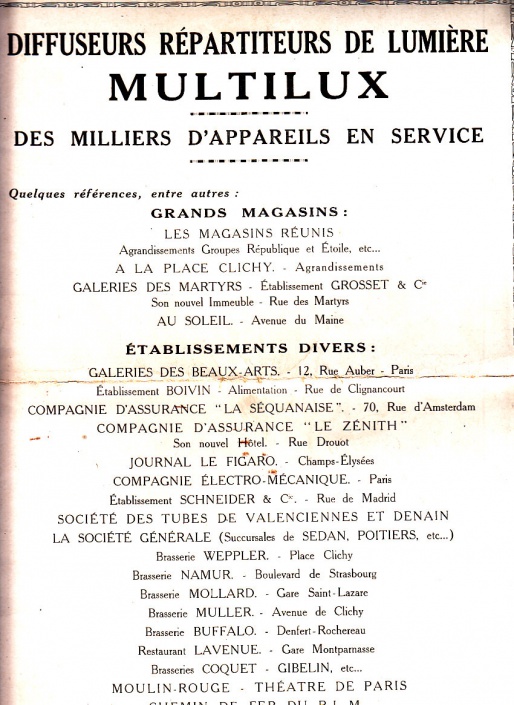 DIFFUSEURS RÉPARTITEURS DE LUMIÈRE
MULTILUX
DES MILLIERS D'APPAREILS EN SERVICE
Quelques références, entre autres :
GRANDS MAGASINS :
LES MAGASINS RÉUNIS
Agrandissements Groupes République et Étoile, etc...
A LA PLACE CLICHY. - Agrandissements
GALERIES DES MARTYRS - Établissement GROSSET & Cie
Son nouvel Immeuble - Rue des Martyrs
AU SOLEIL. - Avenue du Maine
ÉTABLISSEMENTS DIVERS :
GALERIES DES BEAUX-ARTS. - 12, Rue Auber - Paris
Établissement BOIVIN - Alimentation - Rue de Clignancourt
COMPAGNIE D'ASSURANCE "LA SÉQUANAISE". - 70, Rue d'Amsterdam
COMPAGNIE D'ASSURANCE "LE ZÉNITH"
Son nouvel Hôtel. - Rue Drouot
JOURNAL LE FIGARO. - Champs-Élysées
COMPAGNIE ÉLECTRO-MÉCANIQUE. - Paris
Établissement SCHNEIDER & Cie. - Rue de Madrid
SOCIÉTÉ DES TUBES DE VALENCIENNES ET DENAIN
LA SOCIÉTÉ GÉNÉRALE (Succursales de SEDAN, POITIERS, etc...)
Brasserie WEPPLER. - Place Clichy
Brasserie NAMUR. - Boulevard de Strasbourg
Brasserie MOLLARD. - Gare Saint-Lazare
Brasserie MULLER. - Avenue de Clichy
Brasserie BUFFALO. - Denfert-Rochereau
Restaurant LAVENUE. - Gare Montparnasse
Brasseries COQUET - GIBELIN, etc...
MOULIN-ROUGE - THÉATRE DE PARIS
CHEMIN DE FER DU P.L.M.